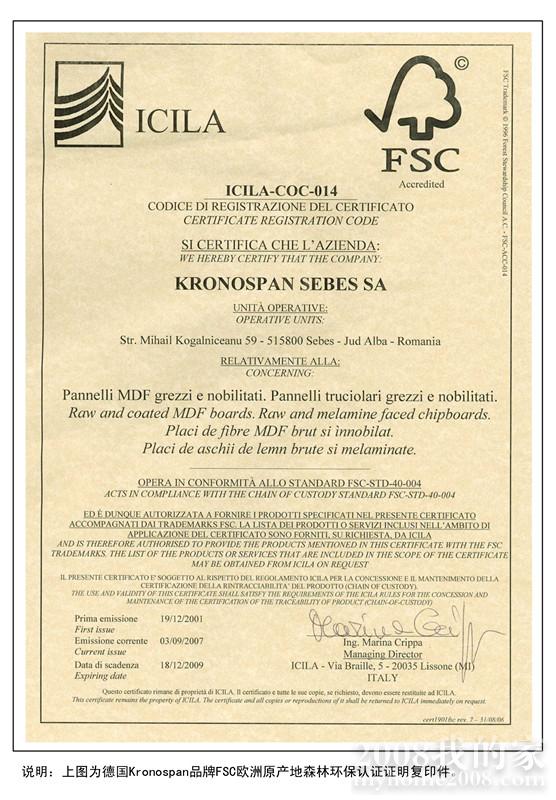 ICILA
©
FSC
Accredited
FSC Trademark © 1996 Forest Stewardship Council A.C. - FSC-ACC-014
ICILA-COC-014
CODICE DI REGISTRAZIONE DEL CERTIFICATO
CERTIFICATE REGISTRATION CODE
SI CERTIFICA CHE L'AZIENDA:
WE HEREBY CERTIFY THAT THE COMPANY:
KRONOSPAN SEBES SA
UNITÀ OPERATIVE:
OPERATIVE UNITS:
Str. Mihail Kogalniceanu 59 - 515800 Sebes - Jud Alba - Romania
RELATIVAMENTE ALLA:
CONCERNING:
Pannelli MDF grezzi e nobilitati. Pannelli truciolari grezzi e nobilitati.
Raw and coated MDF boards. Raw and melamine faced chipboards.
Placi de fibre MDF brut si innobilat.
Placi de aschii de lemn brute si melaminate.
OPERA IN CONFORMITÀ ALLO STANDARD FSC-STD-40-004
ACTS IN COMPLIANCE WITH THE CHAIN OF CUSTODY STANDARD FSC-STD-40-004
ED È DUNQUE AUTORIZZATA A FORNIRE I PRODOTTI SPECIFICATI NEL PRESENTE CERTIFICATO
ACCOMPAGNATI DAI TRADEMARKS FSC. LA LISTA DEI PRODOTTI O SERVIZI INCLUSI NELL'AMBITO DI
APPLICAZIONE DEL CERTIFICATO SONO FORNITI, SU RICHIESTA, DA ICILA
AND IS THEREFORE AUTHORISED TO PROVIDE THE PRODUCTS MENTIONED IN THIS CERTIFICATE WITH THE FSC
TRADEMARKS. THE LIST OF THE PRODUCTS OR SERVICES THAT ARE INCLUDED IN THE SCOPE OF THE CERTIFICATE
MAY BE OBTAINED FROM ICILA ON REQUEST
IL PRESENTE CERTIFICATO E' SOGGETTO AL RISPETTO DEL REGOLAMENTO ICILA PER LA CONCESSIONE E IL MANTENIMENTO DELLA
CERTIFICAZIONE DELLA RINTRACCIABILITA' DEL PRODOTTO (CHAIN OF CUSTODY).
THE USE AND VALIDITY OF THIS CERTIFICATE SHALL SATISFY THE REQUIREMENTS OF THE ICILA RULES FOR THE CONCESSION AND
MAINTENANCE OF THE CERTIFICATION OF THE TRACEABILITY OF PRODUCT (CHAIN-OF-CUSTODY)
Prima emissione 19/12/2001
First issue
Emissione corrente 03/09/2007
Current issue
Data di scadenza 18/12/2009
Expiring date
Ing. Marina Crippa
Managing Director
ICILA - Via Braille, 5 - 20035 Lissone (MI)
ITALY
Questo certificato rimane di proprietà di ICILA. Il certificato e tutte le sue copie, se richiesto, devono essere restituite ad ICILA.
This certificate remains the property of ICILA. The certificate and all copies or reproductions of it shall be returned to ICILA immediately on request.
cert1901fsc rev. 7 - 31/08/06
2008我的家
myhome2008.com
说明：上图为德国Kronospan品牌FSC欧洲原产地森林环保认证证明复印件。